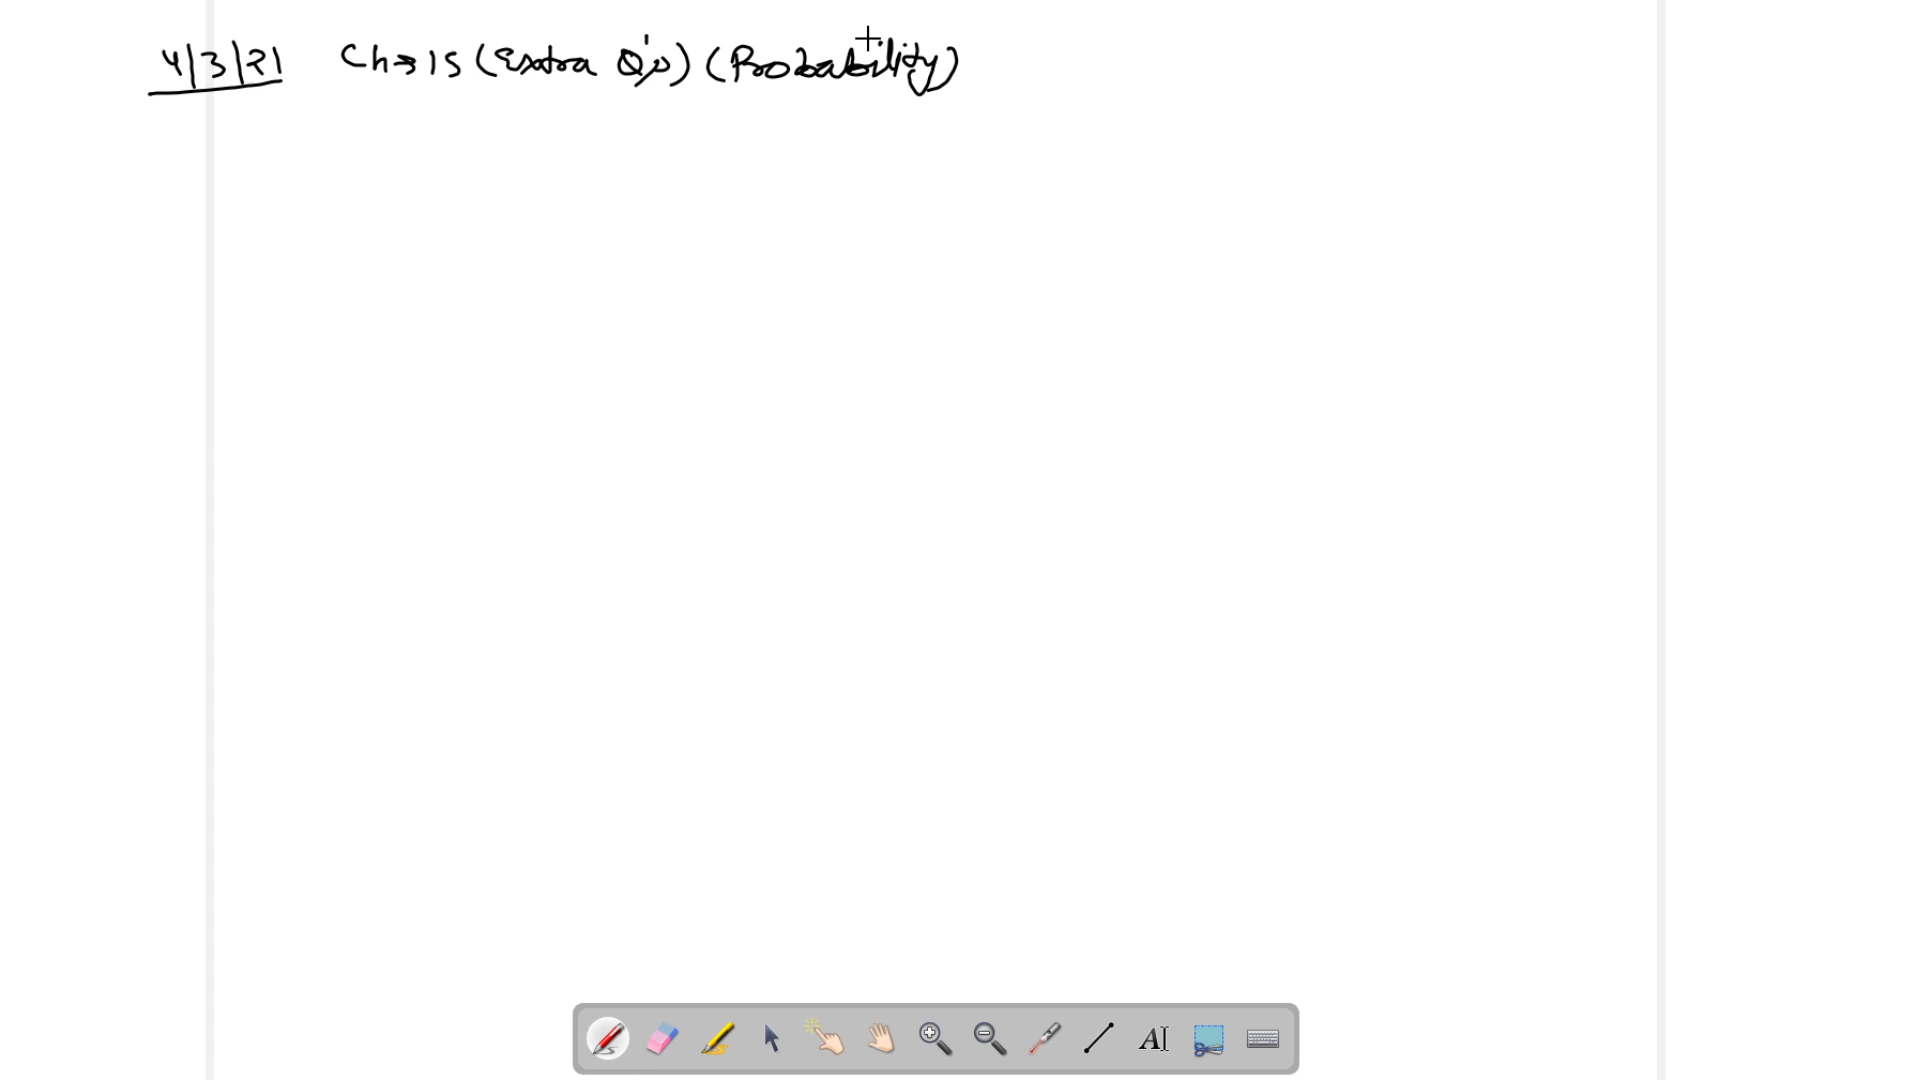 4/3/21 Ch → 15 (Extra Q's) (Probability)